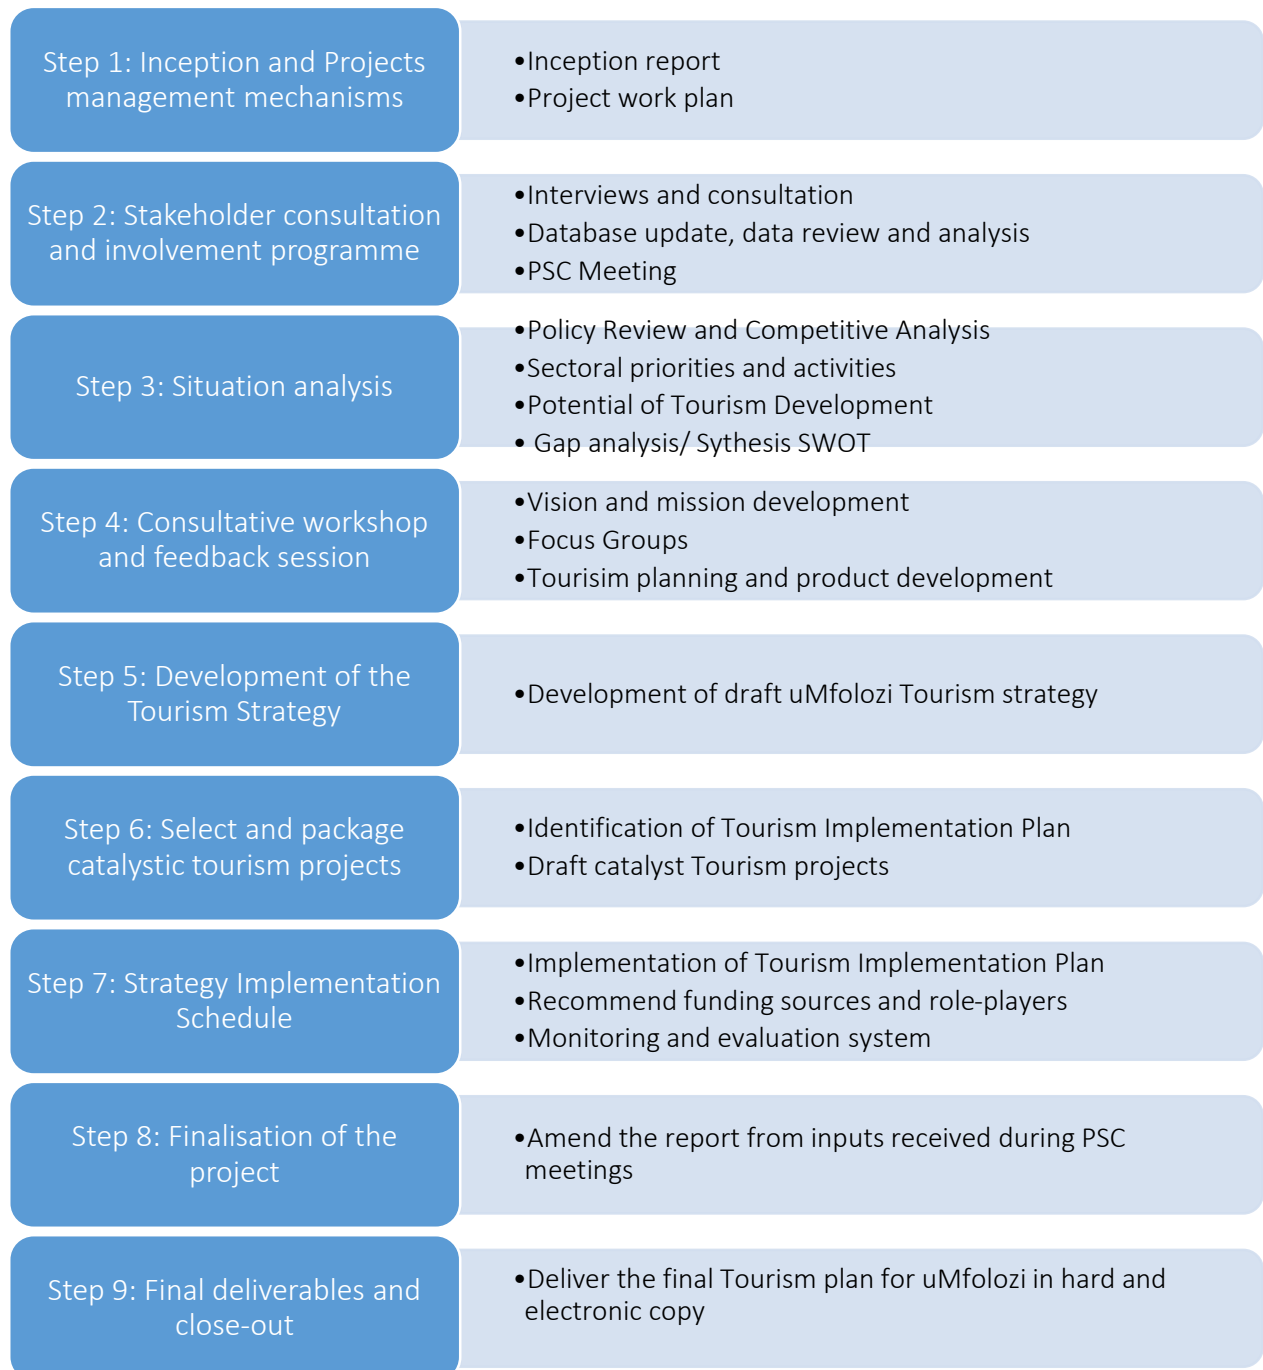 Step 1: Inception and Projects
management mechanisms
•Inception report
•Project work plan
Step 2: Stakeholder consultation
and involvement programme
•Interviews and consultation
•Database update, data review and analysis
•PSC Meeting
Step 3: Situation analysis
•Policy Review and Competitive Analysis
•Sectoral priorities and activities
•Potential of Tourism Development
• Gap analysis/ Sythesis SWOT
Step 4: Consultative workshop
and feedback session
•Vision and mission development
•Focus Groups
•Tourisim planning and product development
Step 5: Development of the
Tourism Strategy
•Development of draft uMfolozi Tourism strategy
Step 6: Select and package
catalystic tourism projects
•Identification of Tourism Implementation Plan
•Draft catalyst Tourism projects
Step 7: Strategy Implementation
Schedule
•Implementation of Tourism Implementation Plan
•Recommend funding sources and role-players
•Monitoring and evaluation system
Step 8: Finalisation of the
project
•Amend the report from inputs received during PSC
meetings
Step 9: Final deliverables and
close-out
•Deliver the final Tourism plan for uMfolozi in hard and
electronic copy